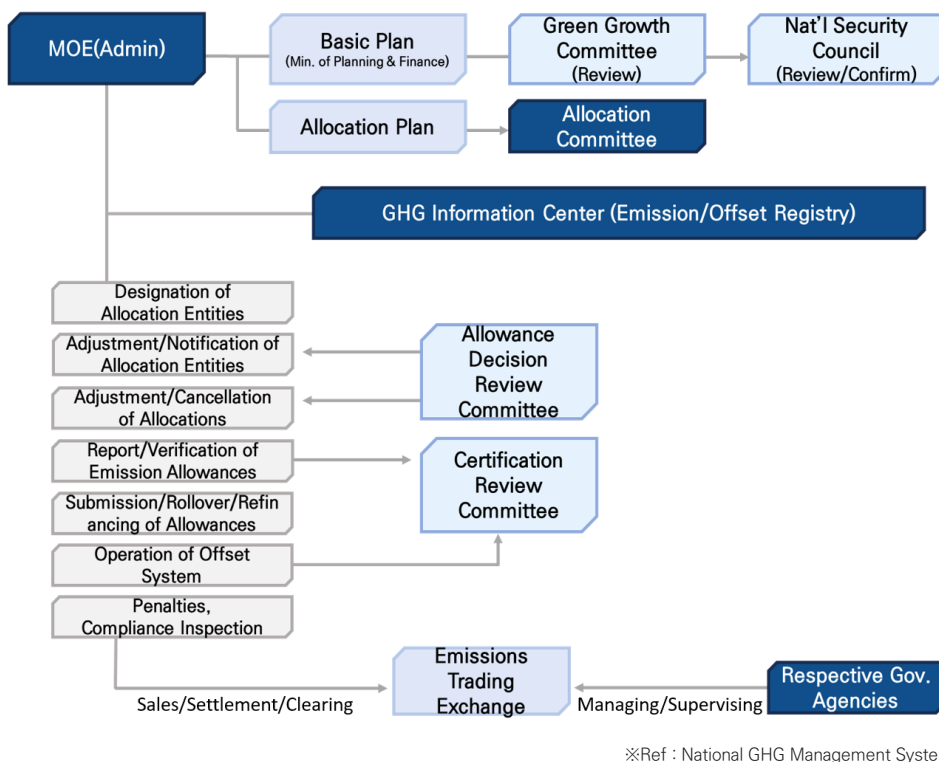 MOE(Admin)
Basic Plan
(Min. of Planning & Finance)
Green Growth
Committee
(Review)
Nat'l Security
Council
(Review/Confirm)
Allocation Plan
Allocation
Committee
GHG Information Center (Emission/Offset Registry)
Designation of
Allocation Entities
Adjustment/Notification of
Allocation Entities
Adjustment/Cancellation
of Allocations
Report/Verification of
Emission Allowances
Submission/Rollover/Refin
ancing of Allowances
Operation of Offset
System
Penalties,
Compliance Inspection
Allowance
Decision
Review
Committee
Certification
Review
Committee
Sales/Settlement/Clearing
Emissions
Trading
Exchange
Managing/Supervising
Respective Gov.
Agencies
※Ref : National GHG Management Syste